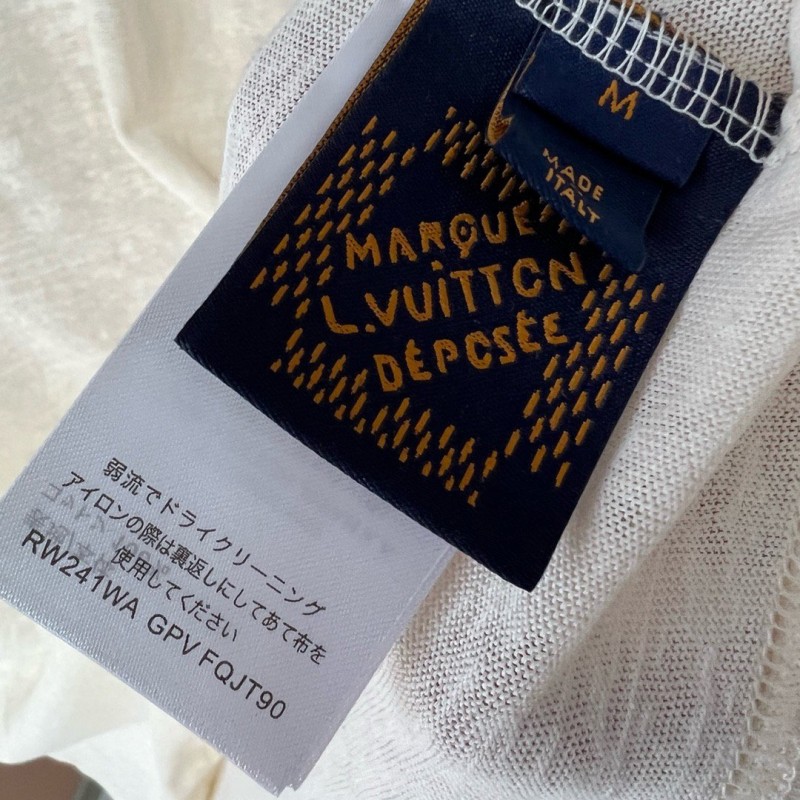 M
MADE
ITALY
MARQUE
L.VUITTON
DÉPOSÉE
弱流でドライクリーニング
アイロンの際は裏返しにしてあて布を
使用してください
RW241WA GPV FQJT90